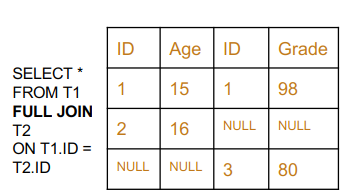 SELECT *
FROM T1
FULL JOIN
T2
ON T1.ID =
T2.ID
ID Age ID Grade
1 15 1 98
2 16 NULL NULL
NULL NULL 3 80